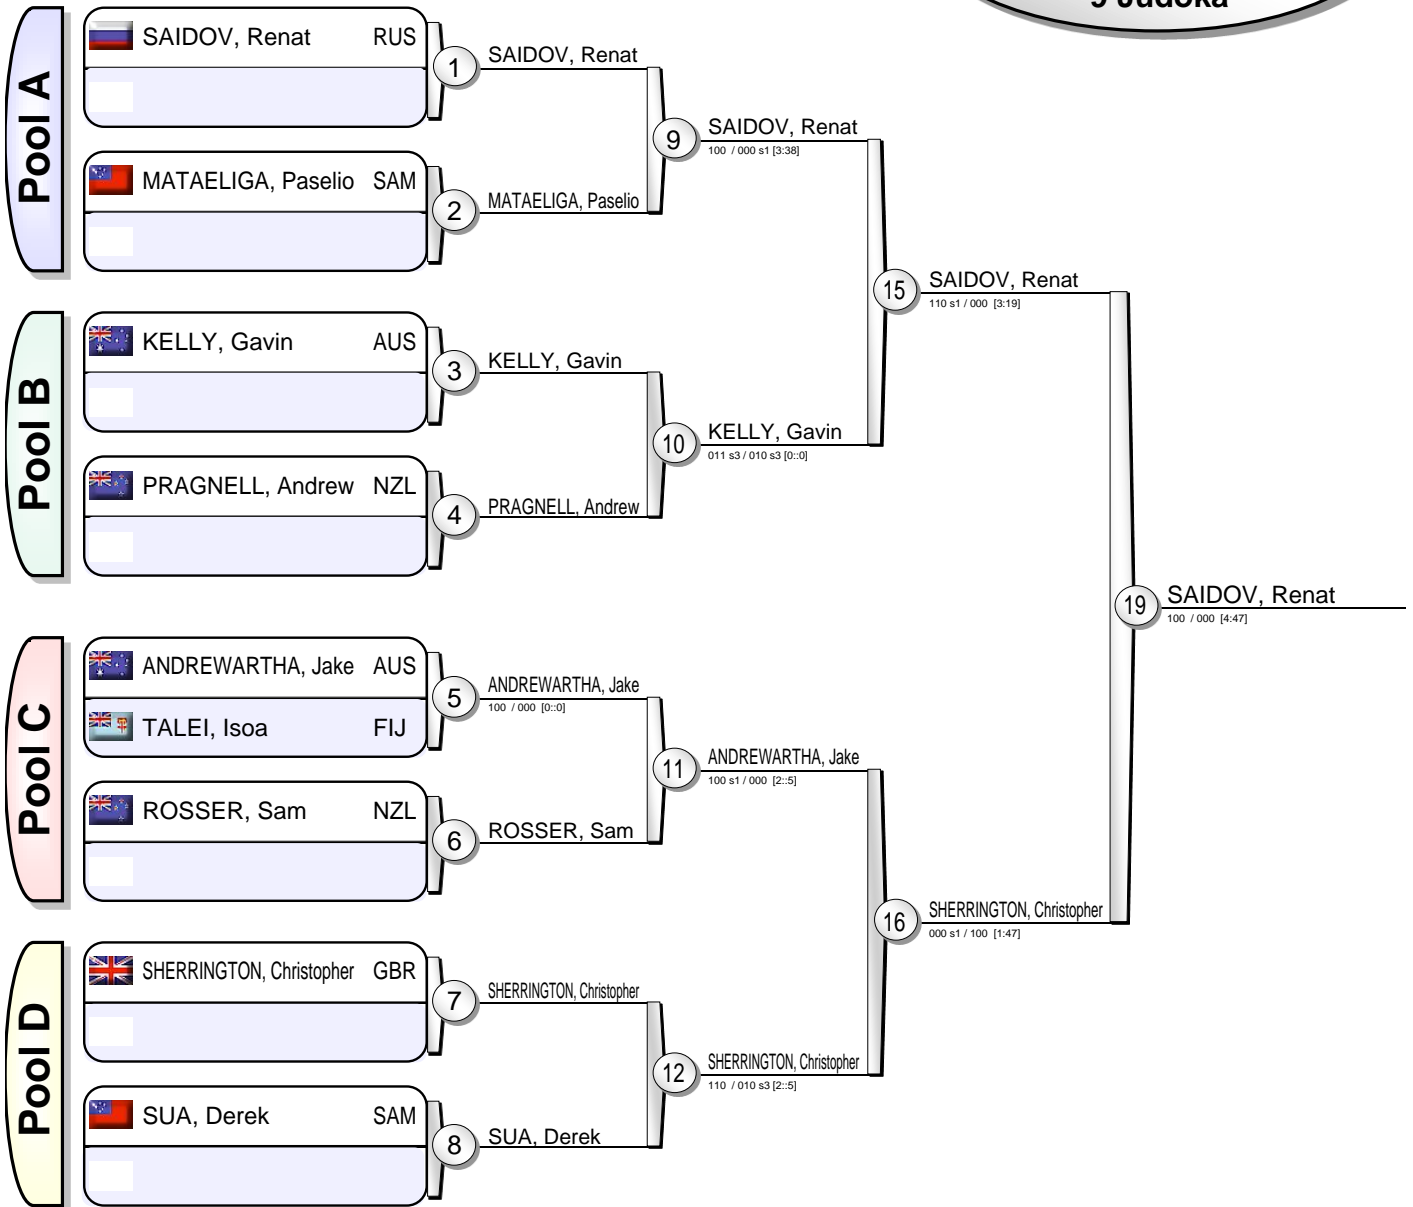 9 Judoka
Pool A
SAIDOV, Renat RUS
1
SAIDOV, Renat
MATAELIGA, Paselio SAM
2
MATAELIGA, Paselio
9
SAIDOV, Renat
100 / 000 s1 [3:38]
Pool B
KELLY, Gavin AUS
3
KELLY, Gavin
PRAGNELL, Andrew NZL
4
PRAGNELL, Andrew
10
KELLY, Gavin
011 s3 / 010 s3 [0::0]
15
SAIDOV, Renat
110 s1 / 000 [3:19]
Pool C
ANDREWARTHA, Jake AUS
TALEI, Isoa FIJ
5
ANDREWARTHA, Jake
100 / 000 [0::0]
ROSSER, Sam NZL
6
ROSSER, Sam
11
ANDREWARTHA, Jake
100 s1 / 000 [2::5]
Pool D
SHERRINGTON, Christopher GBR
7
SHERRINGTON, Christopher
SUA, Derek SAM
8
SUA, Derek
12
SHERRINGTON, Christopher
110 / 010 s3 [2::5]
16
SHERRINGTON, Christopher
000 s1 / 100 [1:47]
19
SAIDOV, Renat
100 / 000 [4:47]